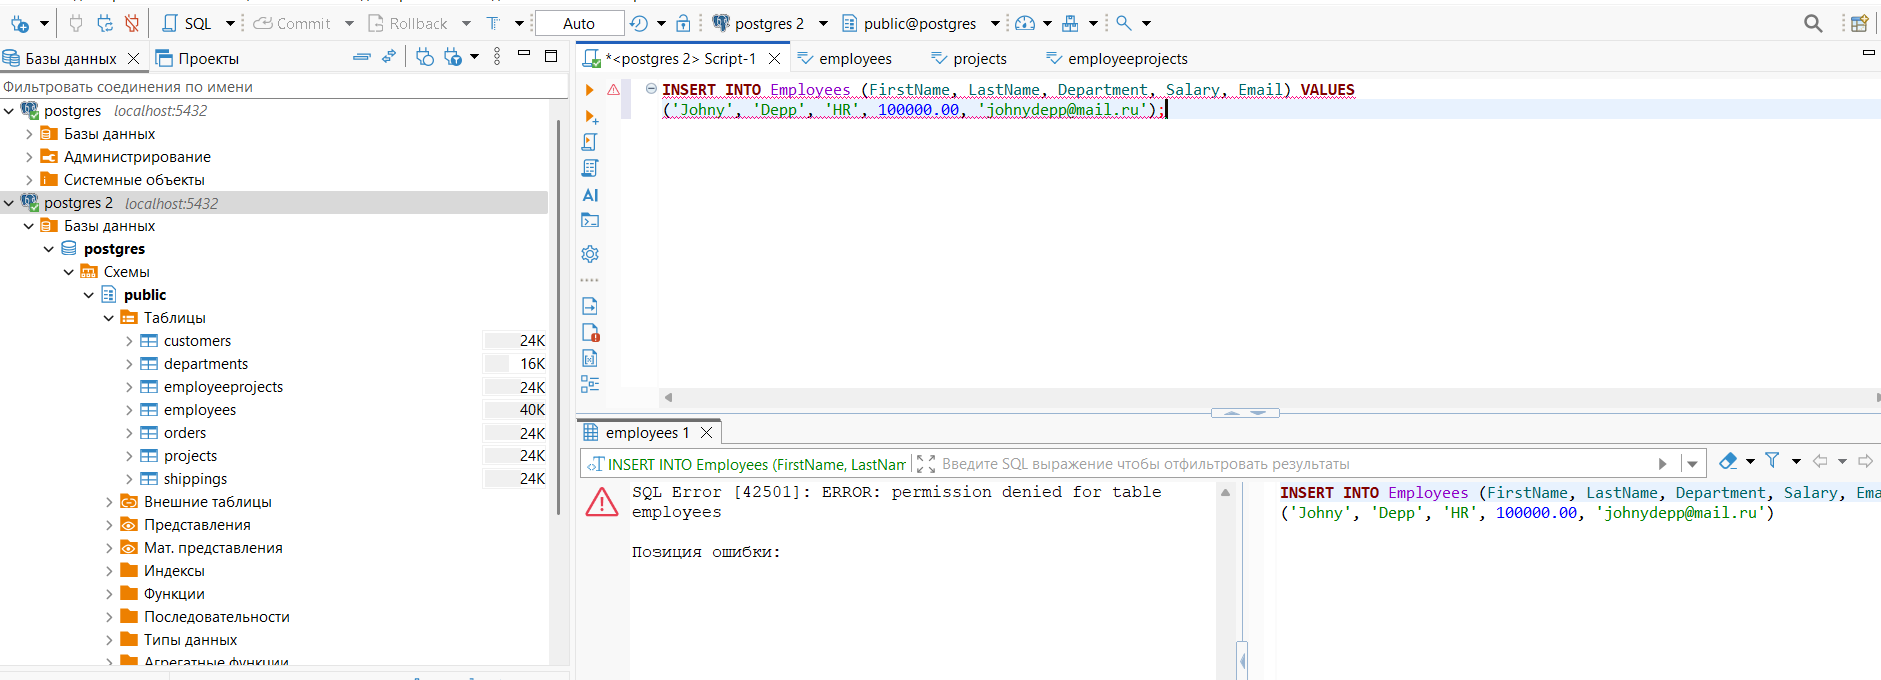 SQL Commit Rollback T Auto postgres 2 public@postgres
Базы данных Проекты
Фильтровать соединения по имени
postgres localhost:5432
Базы данных
Администрирование
Системные объекты
postgres 2 localhost:5432
Базы данных
postgres
Схемы
public
Таблицы
customers 24K
departments 16K
employeeprojects 24K
employees 40K
orders 24K
projects 24K
shippings 24K
Внешние таблицы
Представления
Мат. представления
Индексы
Функции
Последовательности
Типы данных
Агрегатные функции
*<postgres 2> Script-1 employees projects employeeprojects
INSERT INTO Employees (FirstName, LastName, Department, Salary, Email) VALUES
('Johny', 'Depp', 'HR', 100000.00, 'johnydepp@mail.ru');
AI
employees 1
INSERT INTO Employees (FirstName, LastNam Введите SQL выражение чтобы отфильтровать результаты
SQL Error [42501]: ERROR: permission denied for table
employees
Позиция ошибки:
INSERT INTO Employees (FirstName, LastName, Department, Salary, Ema
('Johny', 'Depp', 'HR', 100000.00, 'johnydepp@mail.ru')